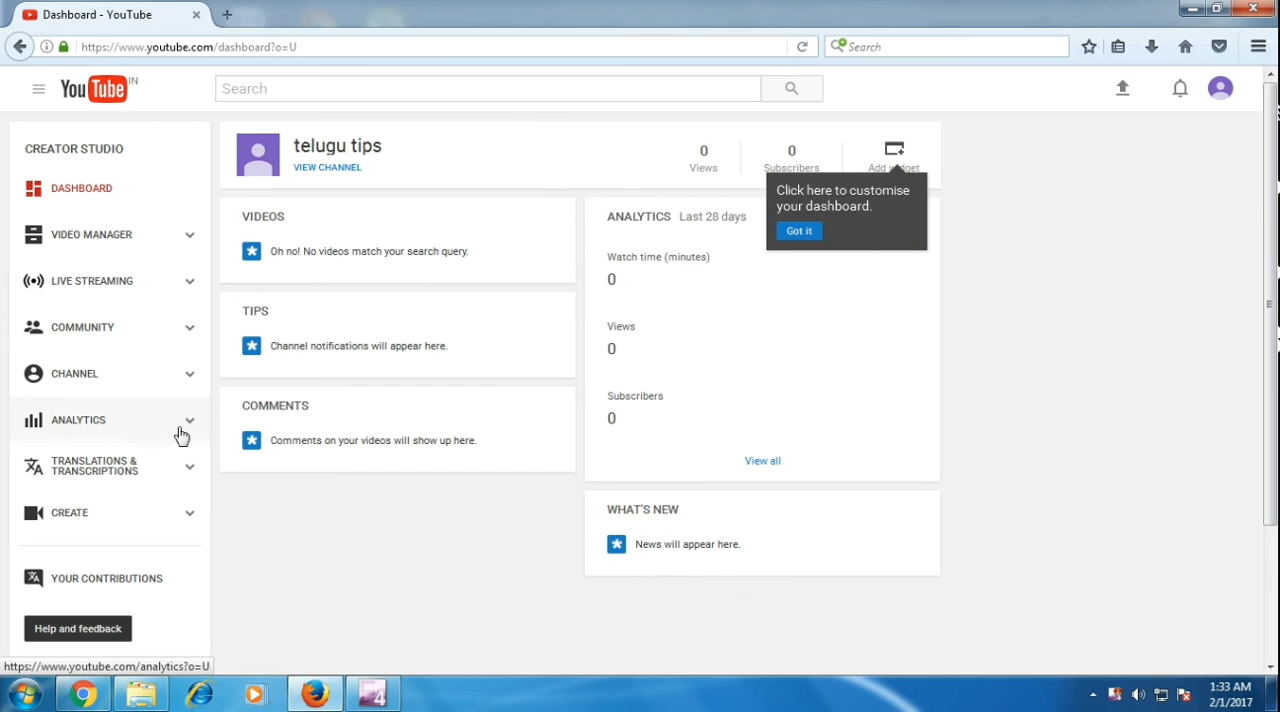 Dashboard - YouTube
https://www.youtube.com/dashboard?o=U
Search
YouTube IN
Search
CREATOR STUDIO
DASHBOARD
VIDEO MANAGER
LIVE STREAMING
COMMUNITY
CHANNEL
ANALYTICS
TRANSLATIONS &
TRANSCRIPTIONS
CREATE
YOUR CONTRIBUTIONS
Help and feedback
https://www.youtube.com/analytics?o=U
telugu tips
VIEW CHANNEL
0
Views
0
Subscribers
Add widget
Click here to customise
your dashboard.
Got it
VIDEOS
Oh no! No videos match your search query.
TIPS
Channel notifications will appear here.
COMMENTS
Comments on your videos will show up here.
ANALYTICS Last 28 days
Watch time (minutes)
0
Views
0
Subscribers
0
View all
WHAT'S NEW
News will appear here.
4
1:33 AM
2/1/2017